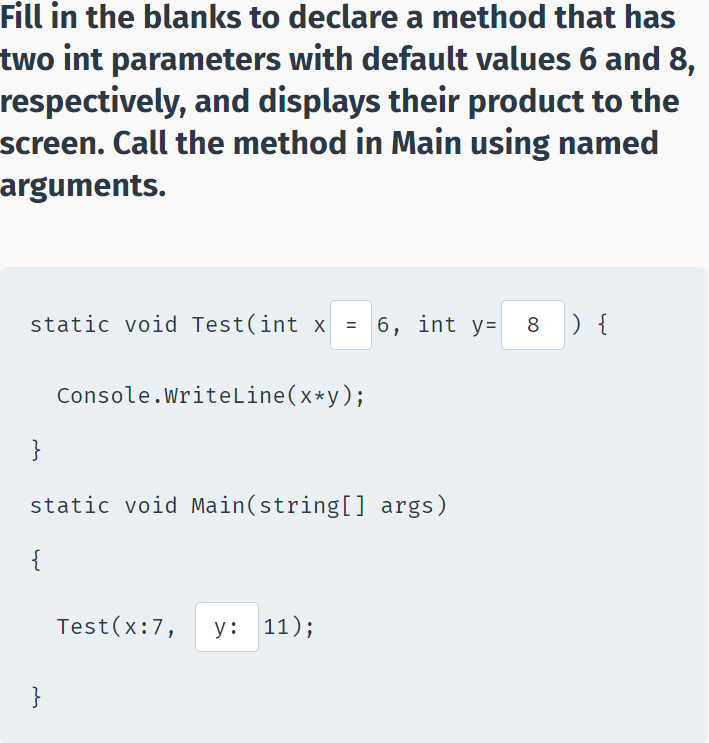 Fill in the blanks to declare a method that has
two int parameters with default values 6 and 8,
respectively, and displays their product to the
screen. Call the method in Main using named
arguments.
static void Test(int x = 6, int y= 8 ) {
Console.WriteLine(x*y);
}
static void Main(string[] args)
{
Test(x:7, y: 11);
}